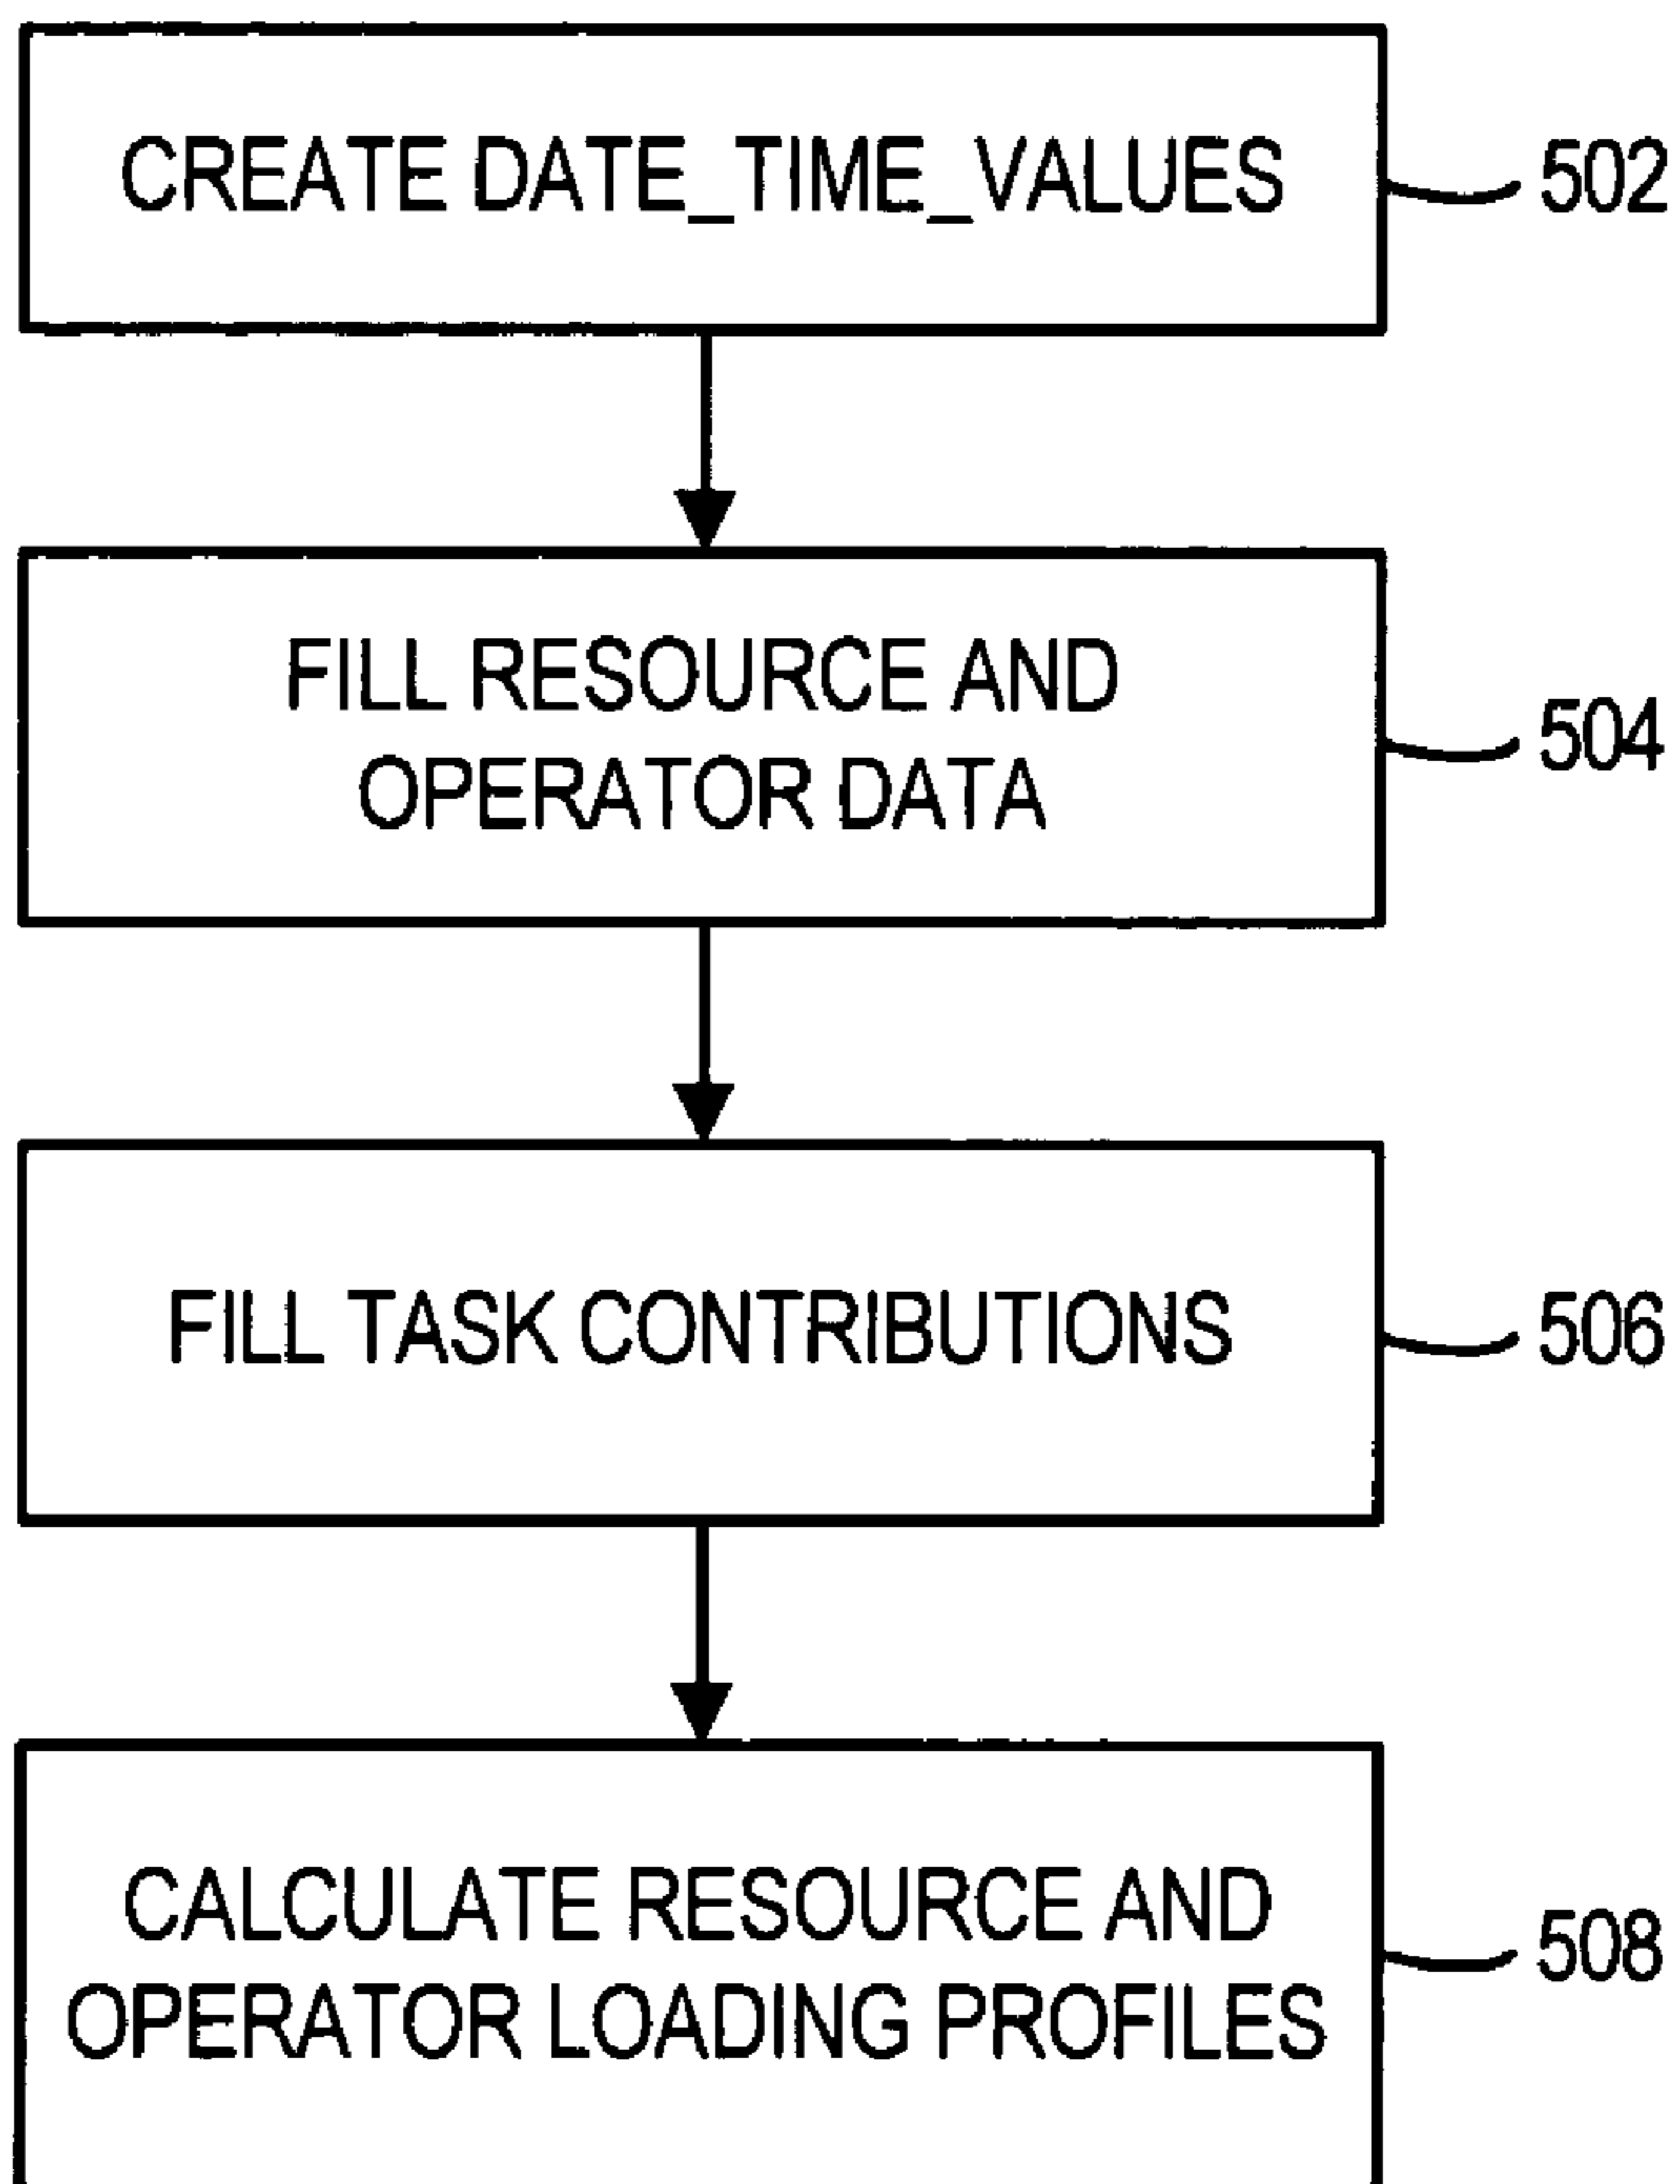 CREATE DATE_TIME_VALUES
502
FILL RESOURCE AND
OPERATOR DATA
504
FILL TASK CONTRIBUTIONS
506
CALCULATE RESOURCE AND
OPERATOR LOADING PROFILES
508